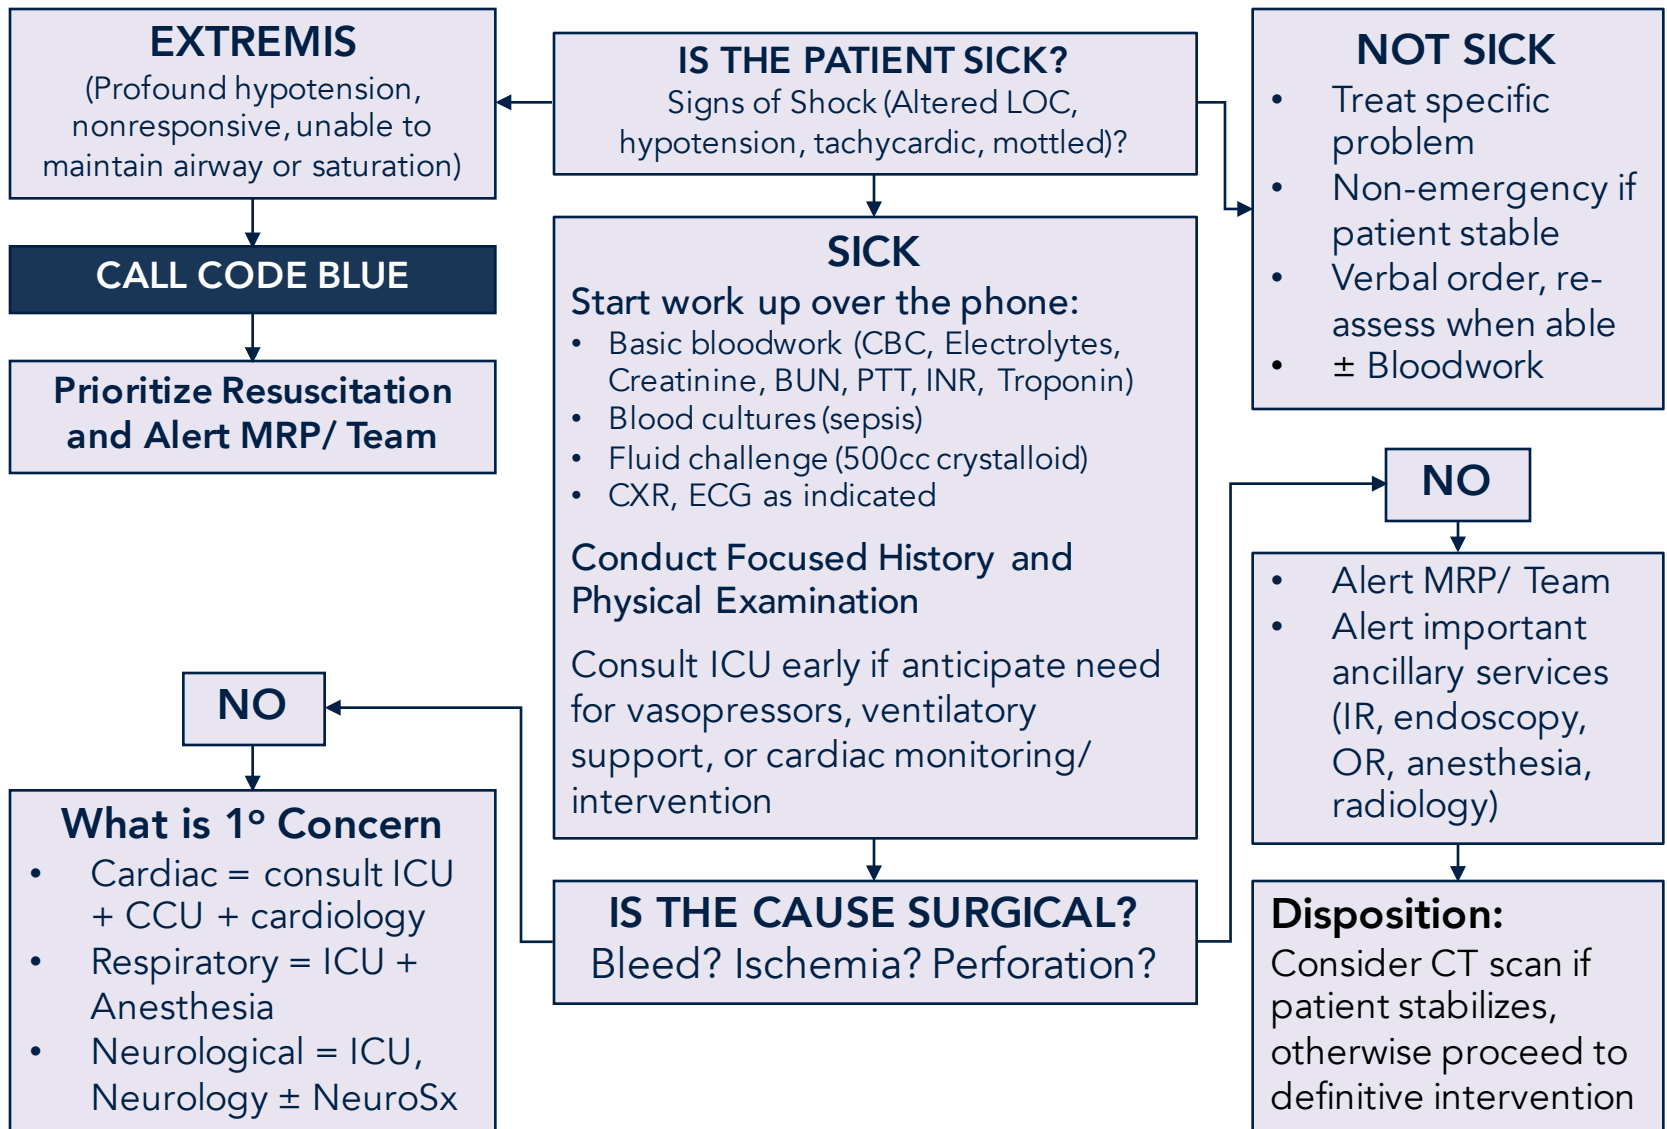 EXTREMIS
(Profound hypotension,
nonresponsive, unable to
maintain airway or saturation)
CALL CODE BLUE
Prioritize Resuscitation
and Alert MRP/ Team
IS THE PATIENT SICK?
Signs of Shock (Altered LOC,
hypotension, tachycardic, mottled)?
NOT SICK
• Treat specific
problem
• Non-emergency if
patient stable
• Verbal order, re-
assess when able
• ± Bloodwork
SICK
Start work up over the phone:
• Basic bloodwork (CBC, Electrolytes,
Creatinine, BUN, PTT, INR, Troponin)
• Blood cultures (sepsis)
• Fluid challenge (500cc crystalloid)
• CXR, ECG as indicated
Conduct Focused History and
Physical Examination
Consult ICU early if anticipate need
for vasopressors, ventilatory
support, or cardiac monitoring/
intervention
IS THE CAUSE SURGICAL?
Bleed? Ischemia? Perforation?
NO
What is 1º Concern
• Cardiac = consult ICU
+ CCU + cardiology
• Respiratory = ICU +
Anesthesia
• Neurological = ICU,
Neurology ± NeuroSx
NO
• Alert MRP/ Team
• Alert important
ancillary services
(IR, endoscopy,
OR, anesthesia,
radiology)
Disposition:
Consider CT scan if
patient stabilizes,
otherwise proceed to
definitive intervention